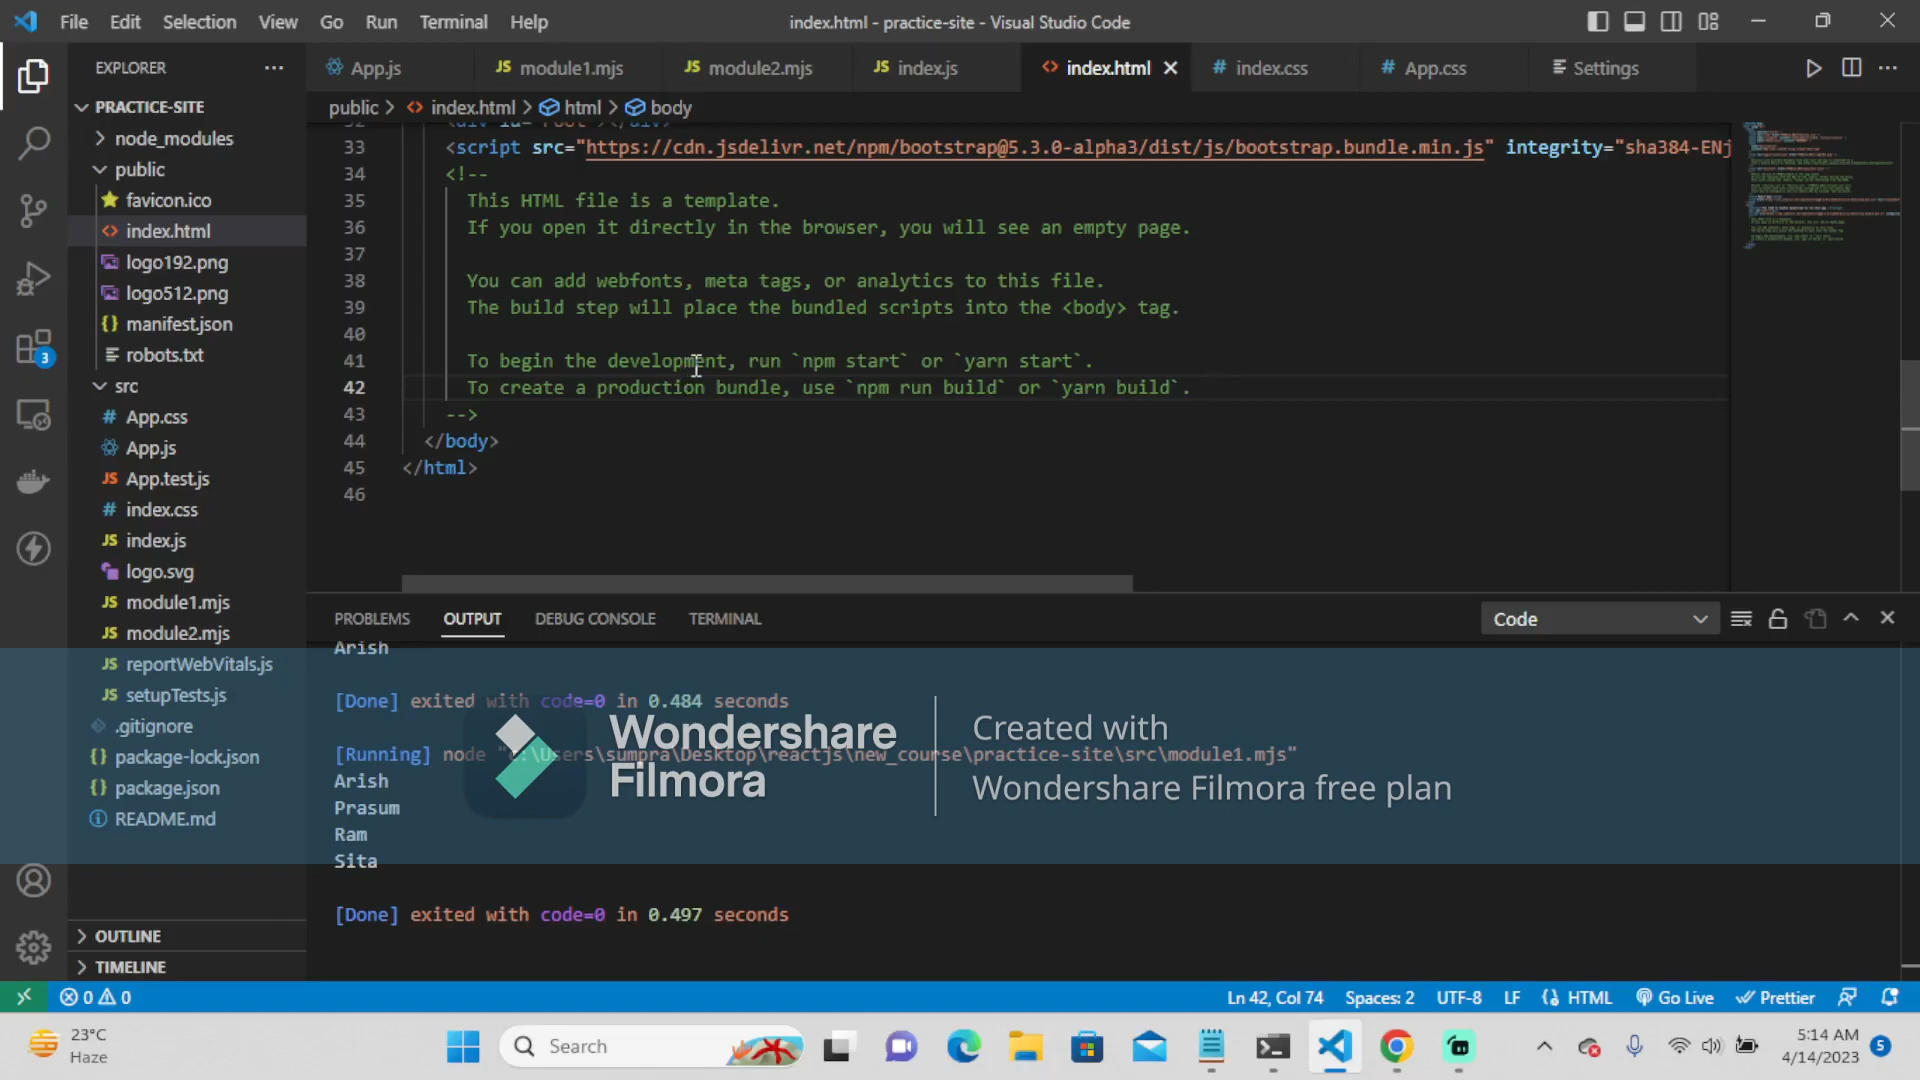 File Edit Selection View Go Run Terminal Help
index.html - practice-site - Visual Studio Code
EXPLORER
PRACTICE-SITE
node_modules
public
favicon.ico
index.html
logo192.png
logo512.png
manifest.json
robots.txt
src
App.css
App.js
App.test.js
index.css
index.js
logo.svg
module1.mjs
module2.mjs
reportWebVitals.js
setupTests.js
.gitignore
package-lock.json
package.json
README.md
OUTLINE
TIMELINE
App.js
JS module1.mjs
JS module2.mjs
JS index.js
<> index.html
# index.css
# App.css
Settings
public > <> index.html > html > body
33 <script src="https://cdn.jsdelivr.net/npm/bootstrap@5.3.0-alpha3/dist/js/bootstrap.bundle.min.js" integrity="sha384-ENj
34 <!--
35 This HTML file is a template.
36 If you open it directly in the browser, you will see an empty page.
37
38 You can add webfonts, meta tags, or analytics to this file.
39 The build step will place the bundled scripts into the <body> tag.
40
41 To begin the development, run `npm start` or `yarn start`.
42 To create a production bundle, use `npm run build` or `yarn build`.
43 -->
44 </body>
45 </html>
46
PROBLEMS OUTPUT DEBUG CONSOLE TERMINAL
Code
Arish
[Done] exited with code=0 in 0.484 seconds
[Running] node "c:\Users\sumpra\Desktop\reactjs\new_course\practice-site\src\module1.mjs"
Arish
Prasum
Ram
Sita
[Done] exited with code=0 in 0.497 seconds
Wondershare
Filmora
Created with
Wondershare Filmora free plan
0 0
Ln 42, Col 74 Spaces: 2 UTF-8 LF HTML Go Live Prettier
23°C
Haze
Search
5:14 AM
4/14/2023
5
3